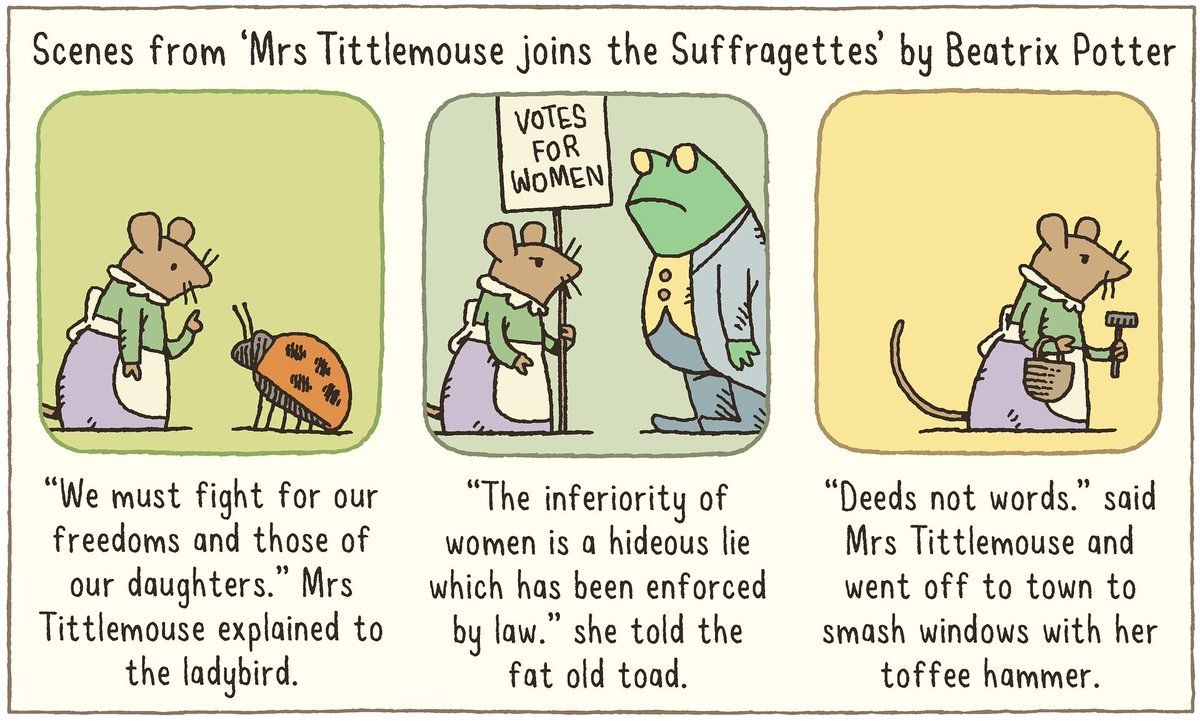 Scenes from ‘Mrs Tittlemouse joins the Suffragettes’ by Beatrix Potter
VOTES
FOR
WOMEN
“We must fight for our
freedoms and those of
our daughters.” Mrs
Tittlemouse explained to
the ladybird.
“The inferiority of
women is a hideous lie
which has been enforced
by law.” she told the
fat old toad.
“Deeds not words.” said
Mrs Tittlemouse and
went off to town to
smash windows with her
toffee hammer.